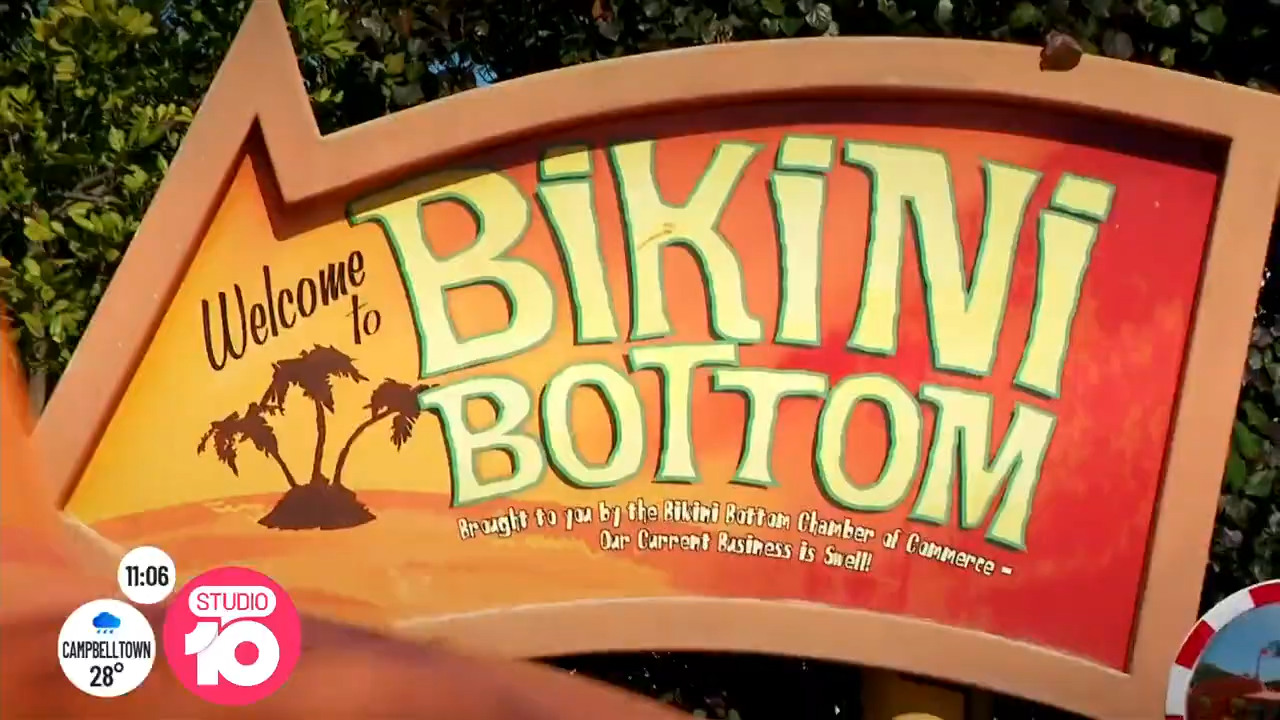 Welcome
to
BiKiNi
BOTTOM
Brought to you by the Bikini Bottom Chamber of Commerce -
Our Current Business is Swell!
11:06
CAMPBELLTOWN
28°
STUDIO
10